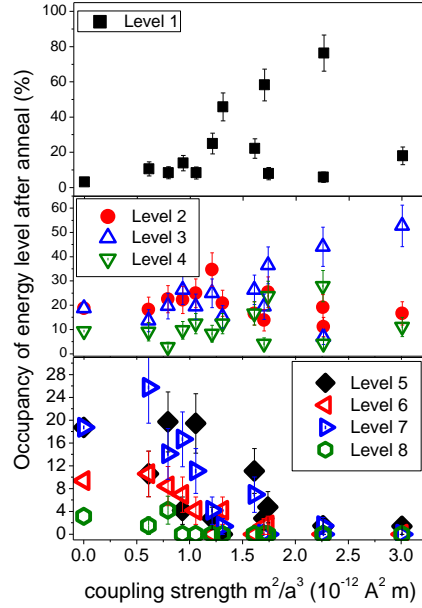 100
80
60
40
20
0
Level 1
60
50
40
30
20
10
0
Level 2
Level 3
Level 4
28
24
20
16
12
8
4
0
Level 5
Level 6
Level 7
Level 8
0.0 0.5 1.0 1.5 2.0 2.5 3.0
coupling strength m²/a³ (10⁻¹² A² m)
Occupancy of energy level after anneal (%)